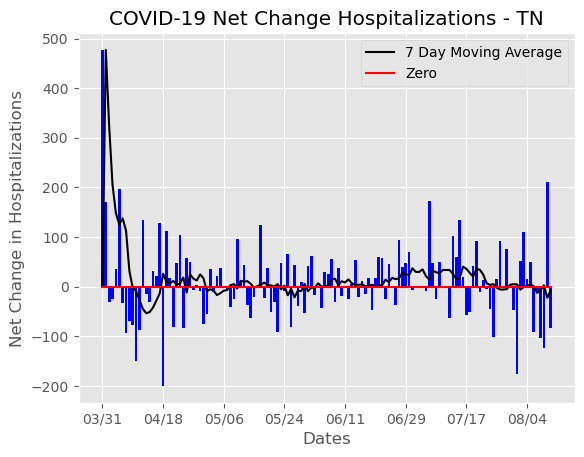 COVID-19 Net Change Hospitalizations - TN
7 Day Moving Average
Zero
Net Change in Hospitalizations
500
400
300
200
100
0
−100
−200
03/31 04/18 05/06 05/24 06/11 06/29 07/17 08/04
Dates